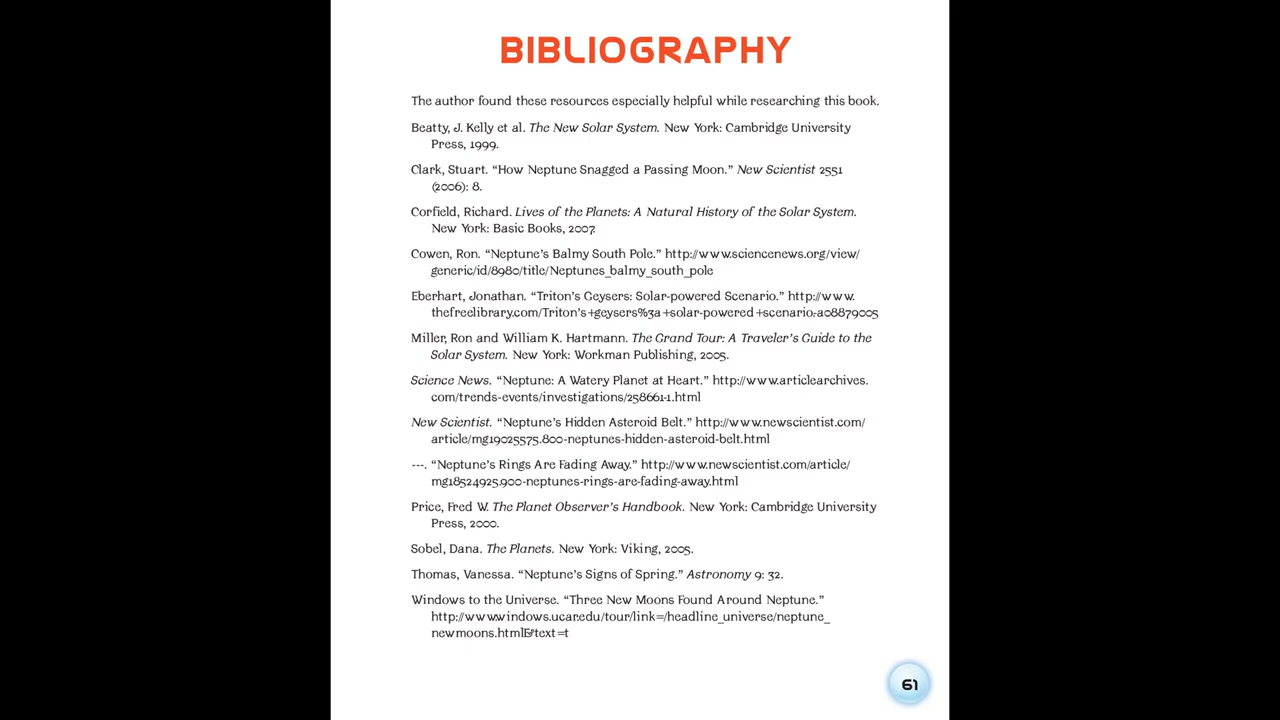 BIBLIOGRAPHY
The author found these resources especially helpful while researching this book.
Beatty, J. Kelly et al. The New Solar System. New York: Cambridge University
Press, 1999.
Clark, Stuart. “How Neptune Snagged a Passing Moon.” New Scientist 2551
(2006): 8.
Corfield, Richard. Lives of the Planets: A Natural History of the Solar System.
New York: Basic Books, 2007.
Cowen, Ron. “Neptune’s Balmy South Pole.” http://www.sciencenews.org/view/
generic/id/8980/title/Neptunes_balmy_south_pole
Eberhart, Jonathan. “Triton’s Geysers: Solar-powered Scenario.” http://www.
thefreelibrary.com/Triton’s+geysers%3a+solar-powered+scenario.-a08879005
Miller, Ron and William K. Hartmann. The Grand Tour: A Traveler’s Guide to the
Solar System. New York: Workman Publishing, 2005.
Science News. “Neptune: A Watery Planet at Heart.” http://www.articlearchives.
com/trends-events/investigations/258661-1.html
New Scientist. “Neptune’s Hidden Asteroid Belt.” http://www.newscientist.com/
article/mg19025575.800-neptunes-hidden-asteroid-belt.html
---. “Neptune’s Rings Are Fading Away.” http://www.newscientist.com/article/
mg18524925.900-neptunes-rings-are-fading-away.html
Price, Fred W. The Planet Observer’s Handbook. New York: Cambridge University
Press, 2000.
Sobel, Dana. The Planets. New York: Viking, 2005.
Thomas, Vanessa. “Neptune’s Signs of Spring.” Astronomy 9: 32.
Windows to the Universe. “Three New Moons Found Around Neptune.”
http://www.windows.ucar.edu/tour/link=/headline_universe/neptune_
newmoons.html&text=t
61